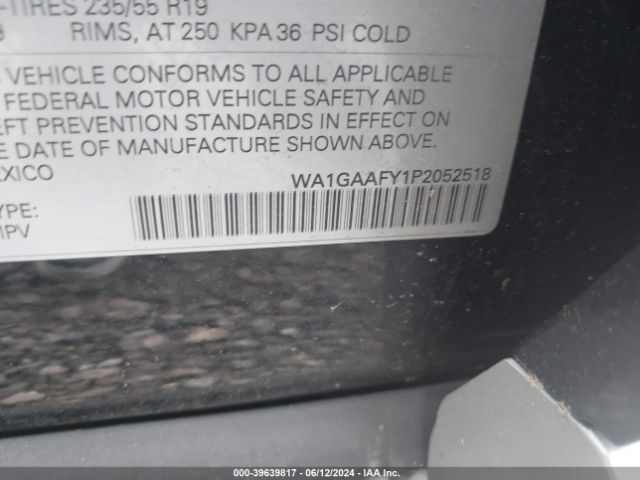 -TIRES 235/55 R19
RIMS, AT 250 KPA 36 PSI COLD
VEHICLE CONFORMS TO ALL APPLICABLE
FEDERAL MOTOR VEHICLE SAFETY AND
EFT PREVENTION STANDARDS IN EFFECT ON
E DATE OF MANUFACTURE SHOWN ABOVE.
EXICO
WA1GAAFY1P2052518
YPE:
MPV
000-39639817 - 06/12/2024 - IAAI.COM